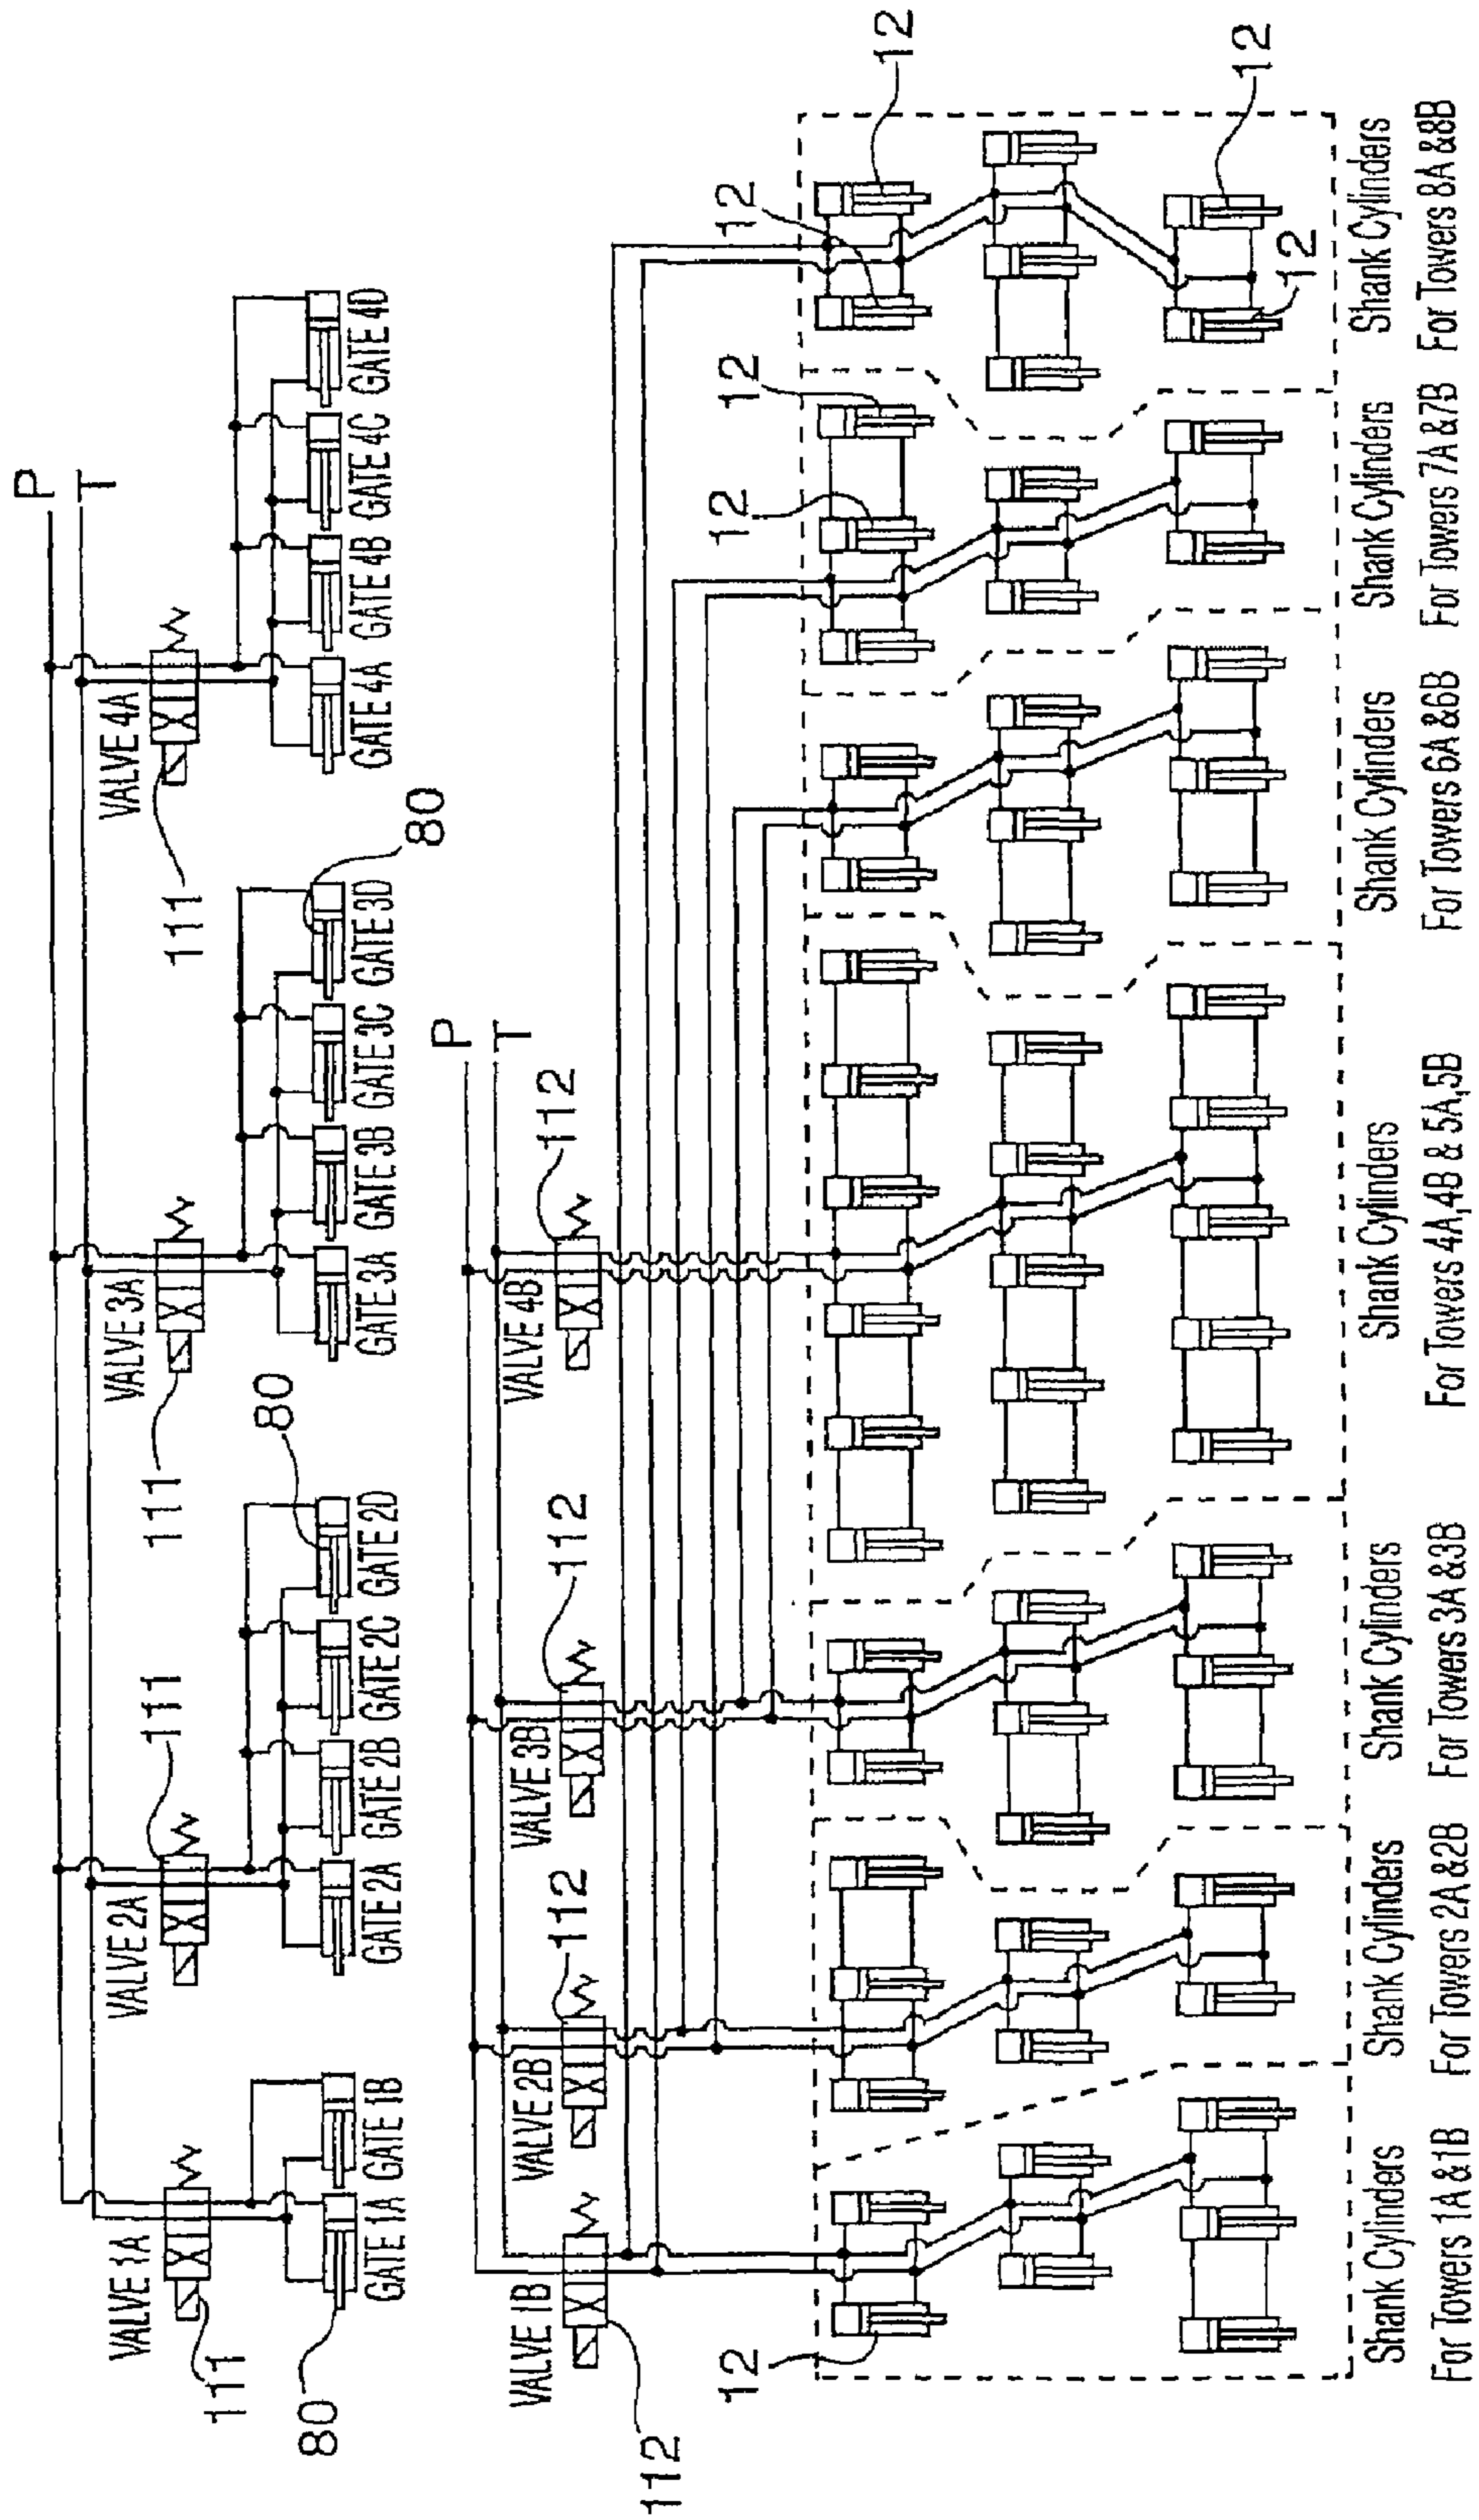 P
T
VALVE 1A
111
GATE 1A
GATE 1B
80
VALVE 2A
111
GATE 2A
GATE 2B
GATE 2C
GATE 2D
80
VALVE 3A
111
GATE 3A
GATE 3B
GATE 3C
GATE 3D
80
VALVE 4A
111
GATE 4A
GATE 4B
GATE 4C
GATE 4D
P
T
VALVE 1B
112
VALVE 2B
112
VALVE 3B
112
VALVE 4B
112
12
12
12
12
12
12
12
Shank Cylinders
For Towers 1A &1B
Shank Cylinders
For Towers 2A &2B
Shank Cylinders
For Towers 3A &3B
Shank Cylinders
For Towers 4A,4B & 5A,5B
Shank Cylinders
For Towers 6A &6B
Shank Cylinders
For Towers 7A &7B
Shank Cylinders
For Towers 8A &8B